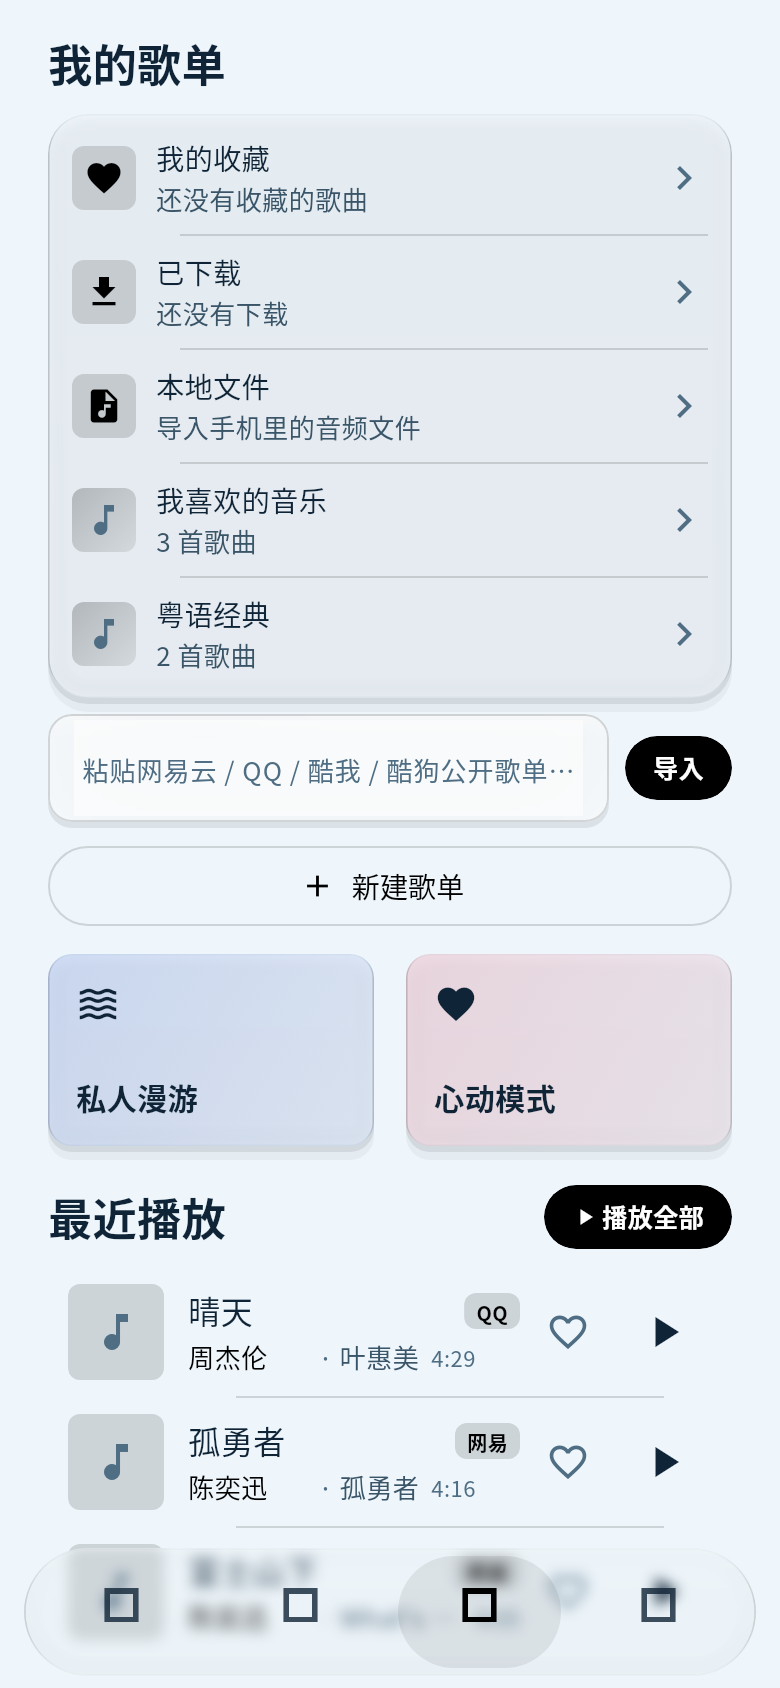 我的歌单
我的收藏
还没有收藏的歌曲
已下载
还没有下载
本地文件
导入手机里的音频文件
我喜欢的音乐
3 首歌曲
粤语经典
2 首歌曲
粘贴网易云 / QQ / 酷我 / 酷狗公开歌单…
导入
新建歌单
私人漫游
心动模式
最近播放
播放全部
晴天
QQ
周杰伦 · 叶惠美 4:29
孤勇者
网易
陈奕迅 · 孤勇者 4:16
富士山下